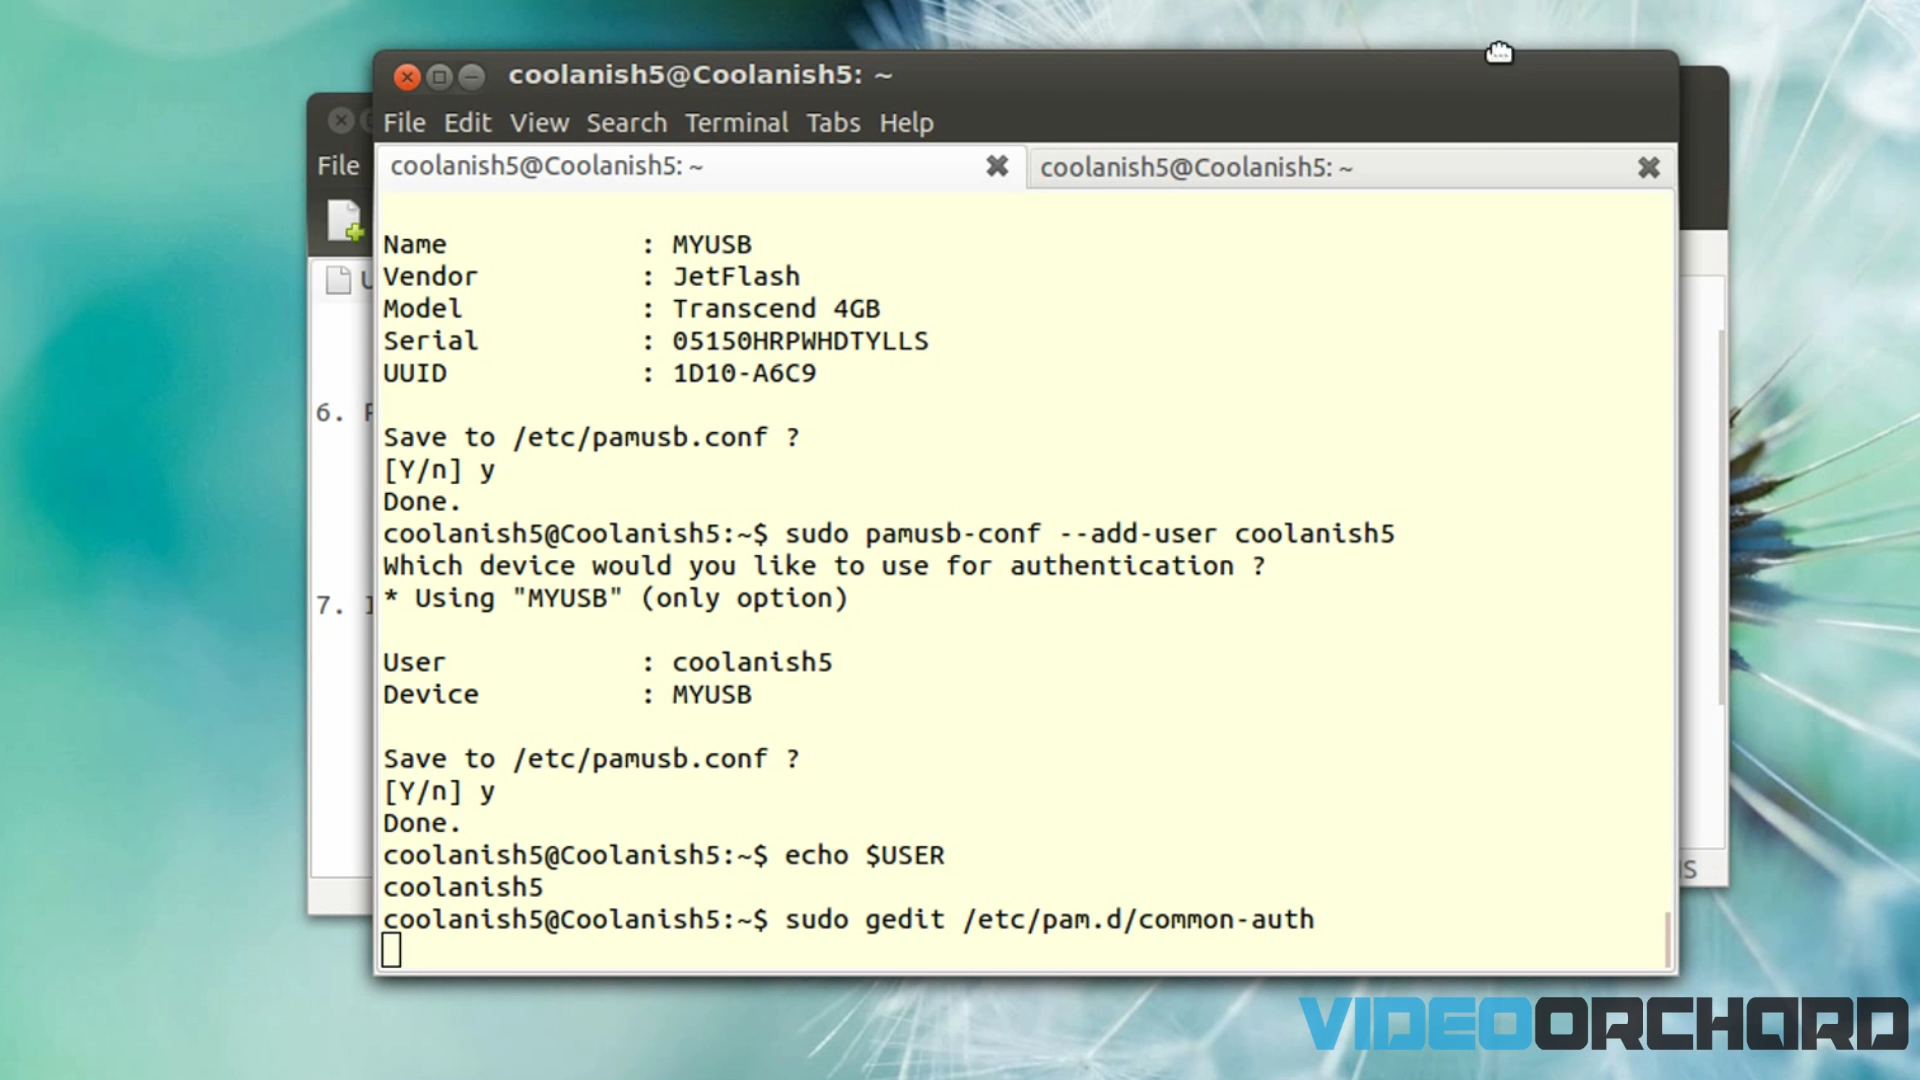 coolanish5@Coolanish5: ~
File Edit View Search Terminal Tabs Help
File
coolanish5@Coolanish5: ~
coolanish5@Coolanish5: ~
Name : MYUSB
Vendor : JetFlash
Model : Transcend 4GB
Serial : 05150HRPWHDTYLLS
UUID : 1D10-A6C9
6.
Save to /etc/pamusb.conf ?
[Y/n] y
Done.
coolanish5@Coolanish5:~$ sudo pamusb-conf --add-user coolanish5
Which device would you like to use for authentication ?
* Using "MYUSB" (only option)
7.
User : coolanish5
Device : MYUSB
Save to /etc/pamusb.conf ?
[Y/n] y
Done.
coolanish5@Coolanish5:~$ echo $USER
coolanish5
coolanish5@Coolanish5:~$ sudo gedit /etc/pam.d/common-auth
VIDEOORCHARD